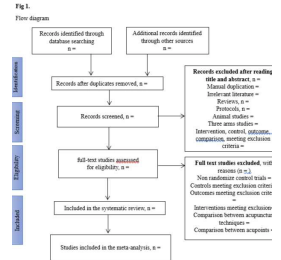 Fig 1.
Flow diagram
Records identified through
database searching
n =
Additional records identified
through other sources
n =
Identification
Records after duplicates removed, n =
Records excluded after reading
title and abstract, n =
Manual duplication =
Irrelevant literature =
Reviews, n =
Protocols, n =
Animal studies =
Three arms studies =
Intervention, control, outcome,
comparison, meeting exclusion
criteria =
Screening
Records screened, n =
Eligibility
full-text studies assessed
for eligibility, n =
Full text studies excluded, with
reasons (n = ).
Non randomize control trials =
Controls meeting exclusion criteri
Outcomes meeting exclusion criter
=
Interventions meeting exclusion
Comparison between acupunctur
techniques =
Comparison between acupoints =
Included
Included in the systematic review; n =
Studies included in the meta-analysis, n =